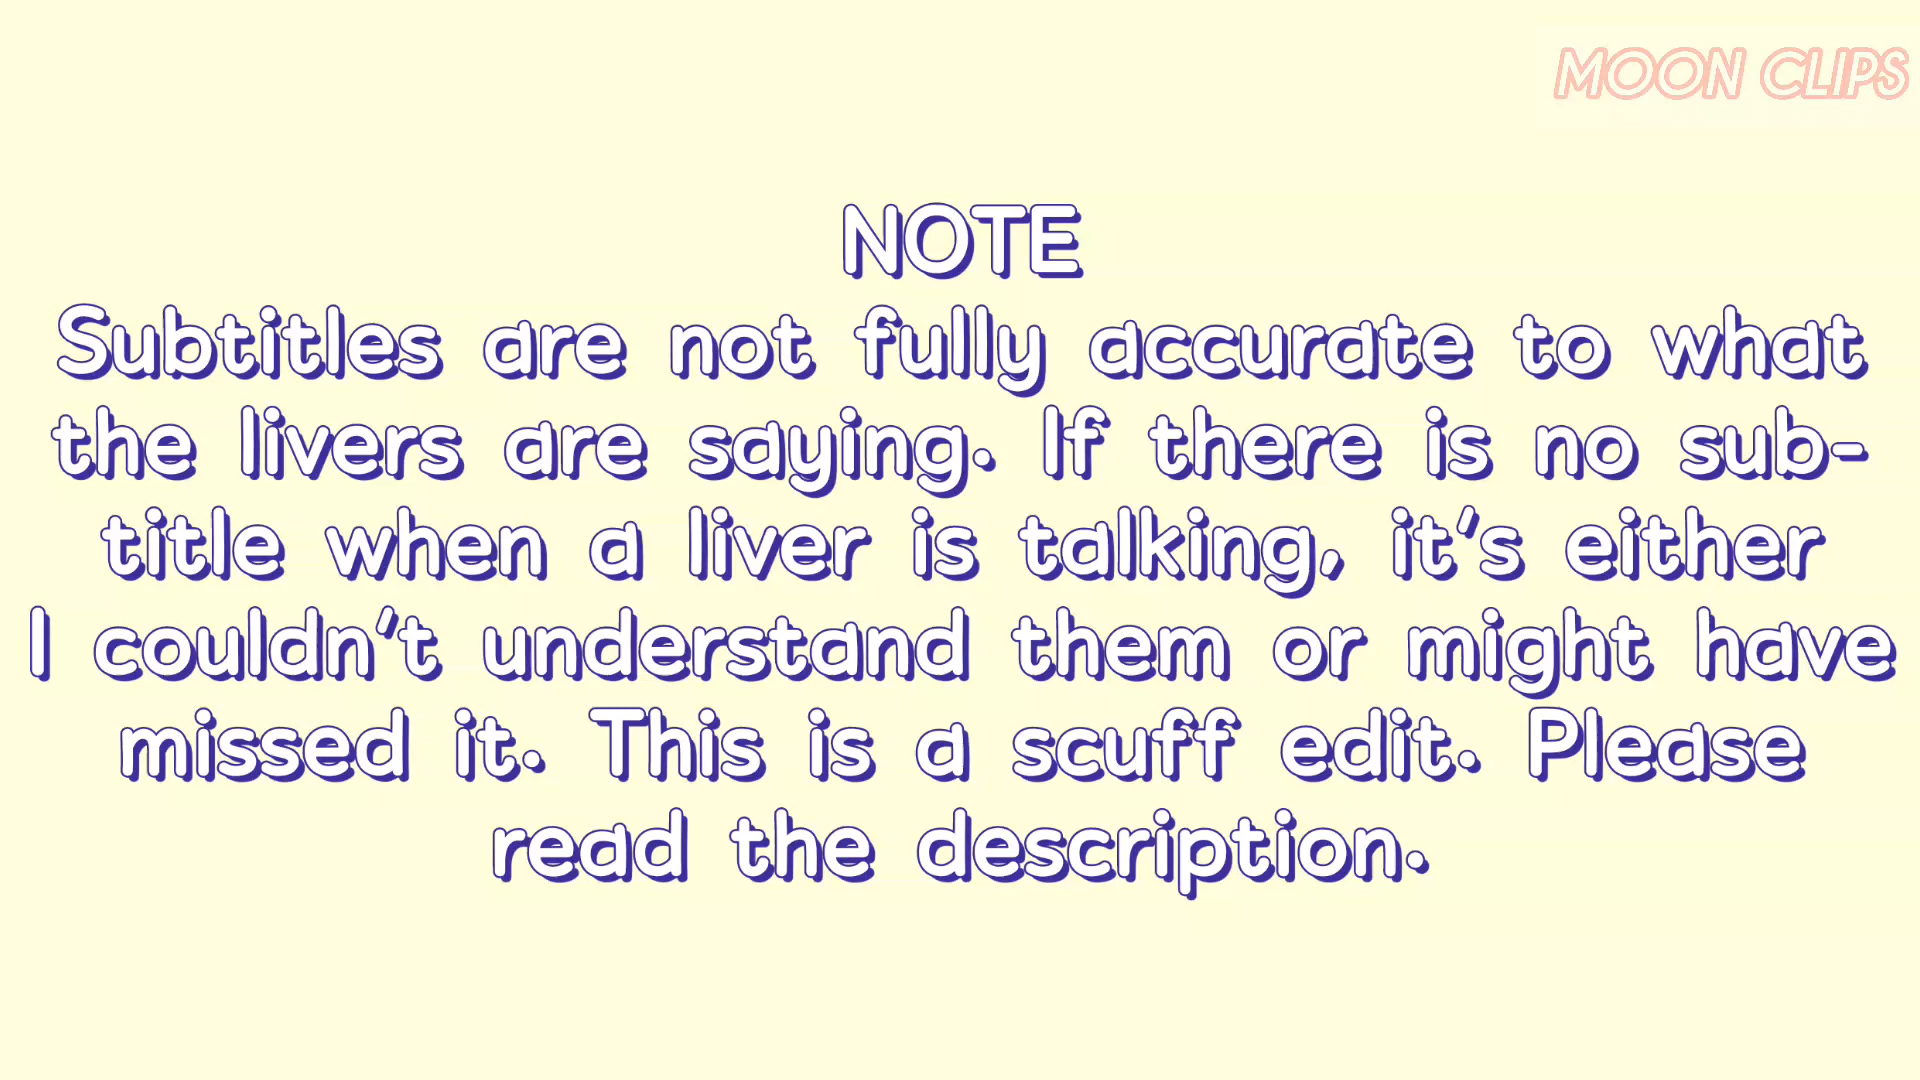 MOON CLIPS
NOTE
Subtitles are not fully accurate to what
the livers are saying. If there is no sub-
title when a liver is talking, it's either
I couldn't understand them or might have
missed it. This is a scuff edit. Please
read the description.